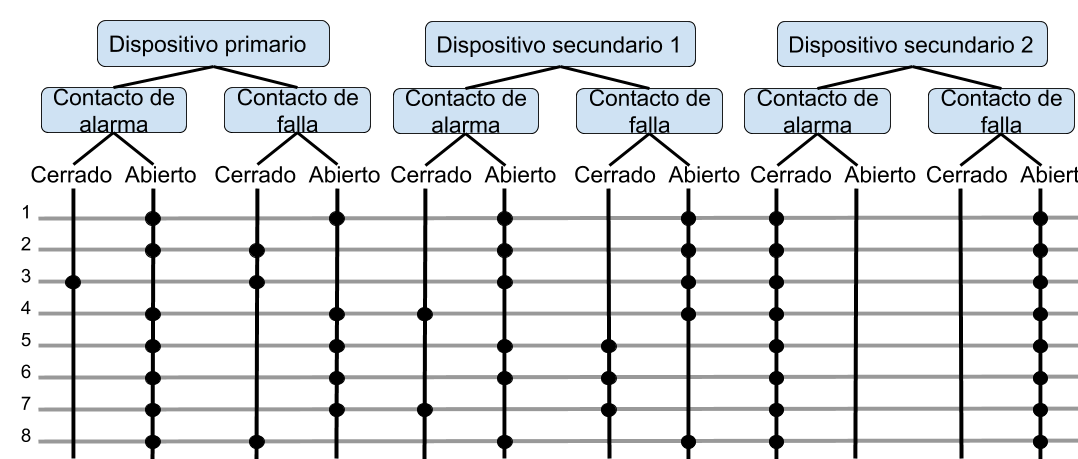 Dispositivo primario
Dispositivo secundario 1
Dispositivo secundario 2
Contacto de
alarma
Contacto de
falla
Contacto de
alarma
Contacto de
falla
Contacto de
alarma
Contacto de
falla
Cerrado Abierto Cerrado Abierto Cerrado Abierto Cerrado Abierto Cerrado Abierto Cerrado Abiert
1
2
3
4
5
6
7
8